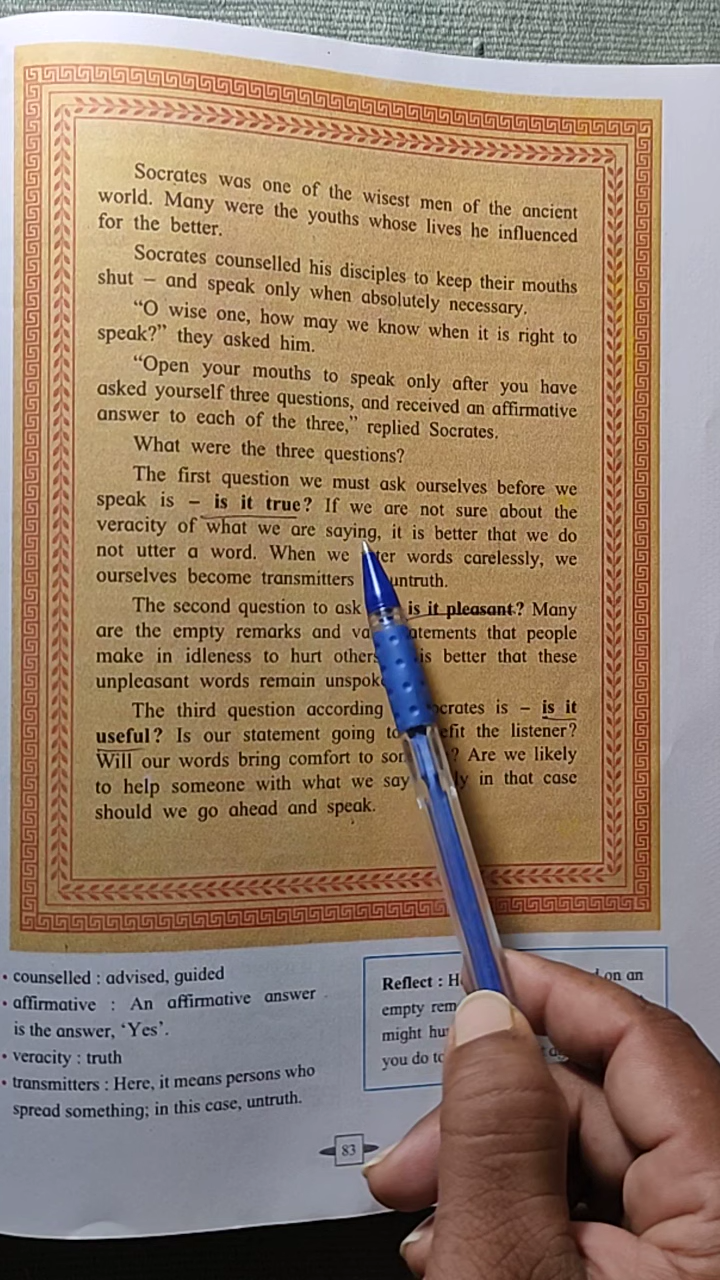 Socrates was one of the wisest men of the ancient
world. Many were the youths whose lives he influenced
for the better.
Socrates counselled his disciples to keep their mouths
shut – and speak only when absolutely necessary.
“O wise one, how may we know when it is right to
speak?” they asked him.
“Open your mouths to speak only after you have
asked yourself three questions, and received an affirmative
answer to each of the three,” replied Socrates.
What were the three questions?
The first question we must ask ourselves before we
speak is – is it true? If we are not sure about the
veracity of what we are saying, it is better that we do
not utter a word. When we words carelessly, we
ourselves become transmitters untruth.
The second question to ask is it pleasant? Many
are the empty remarks and that people
make in idleness to hurt others is better that these
unpleasant words remain
The third question according is – is it
useful? Is our statement going the listener?
Will our words bring comfort to ? Are we likely
to help someone with what we say in that case
should we go ahead and speak.
• counselled : advised, guided
• affirmative : An affirmative answer
is the answer, ‘Yes’.
• veracity : truth
• transmitters : Here, it means persons who
spread something; in this case, untruth.
Reflect : on an
empty
might
you do
83